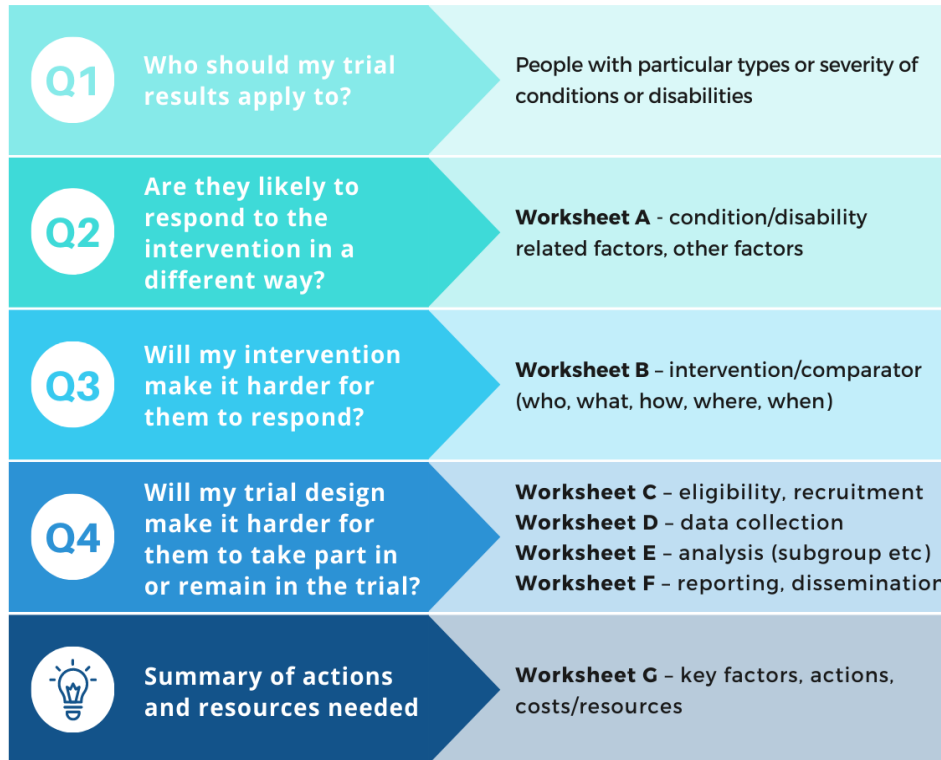 Q1
Who should my trial
results apply to?
People with particular types or severity of
conditions or disabilities
Q2
Are they likely to
respond to the
intervention in a
different way?
Worksheet A - condition/disability
related factors, other factors
Q3
Will my intervention
make it harder for
them to respond?
Worksheet B – intervention/comparator
(who, what, how, where, when)
Q4
Will my trial design
make it harder for
them to take part in
or remain in the trial?
Worksheet C – eligibility, recruitment
Worksheet D – data collection
Worksheet E – analysis (subgroup etc)
Worksheet F – reporting, dissemination
Summary of actions
and resources needed
Worksheet G – key factors, actions,
costs/resources